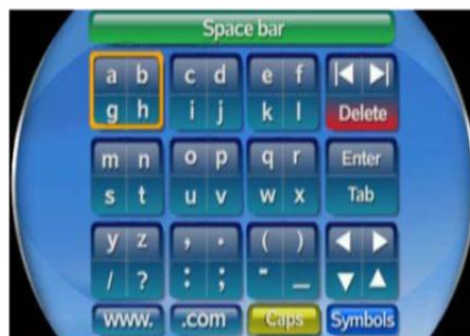 Space bar
a b c d e f
g h i j k l Delete
m n o p q r Enter
s t u v w x Tab
y z , . ( )
/ ? : ; - _
www. .com Caps Symbols